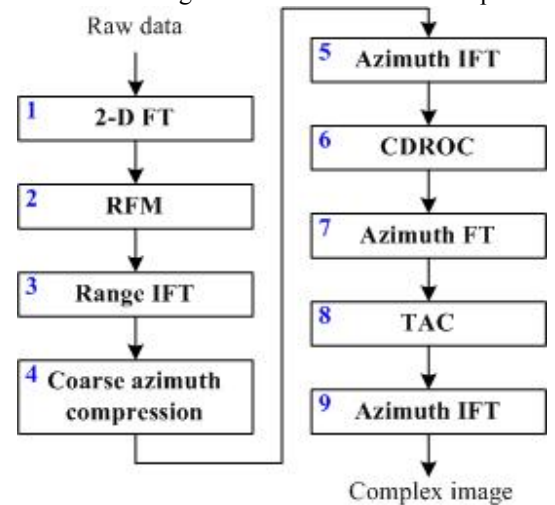 Raw data
1
2-D FT
2
RFM
3
Range IFT
4
Coarse azimuth
compression
5
Azimuth IFT
6
CDROC
7
Azimuth FT
8
TAC
9
Azimuth IFT
Complex image